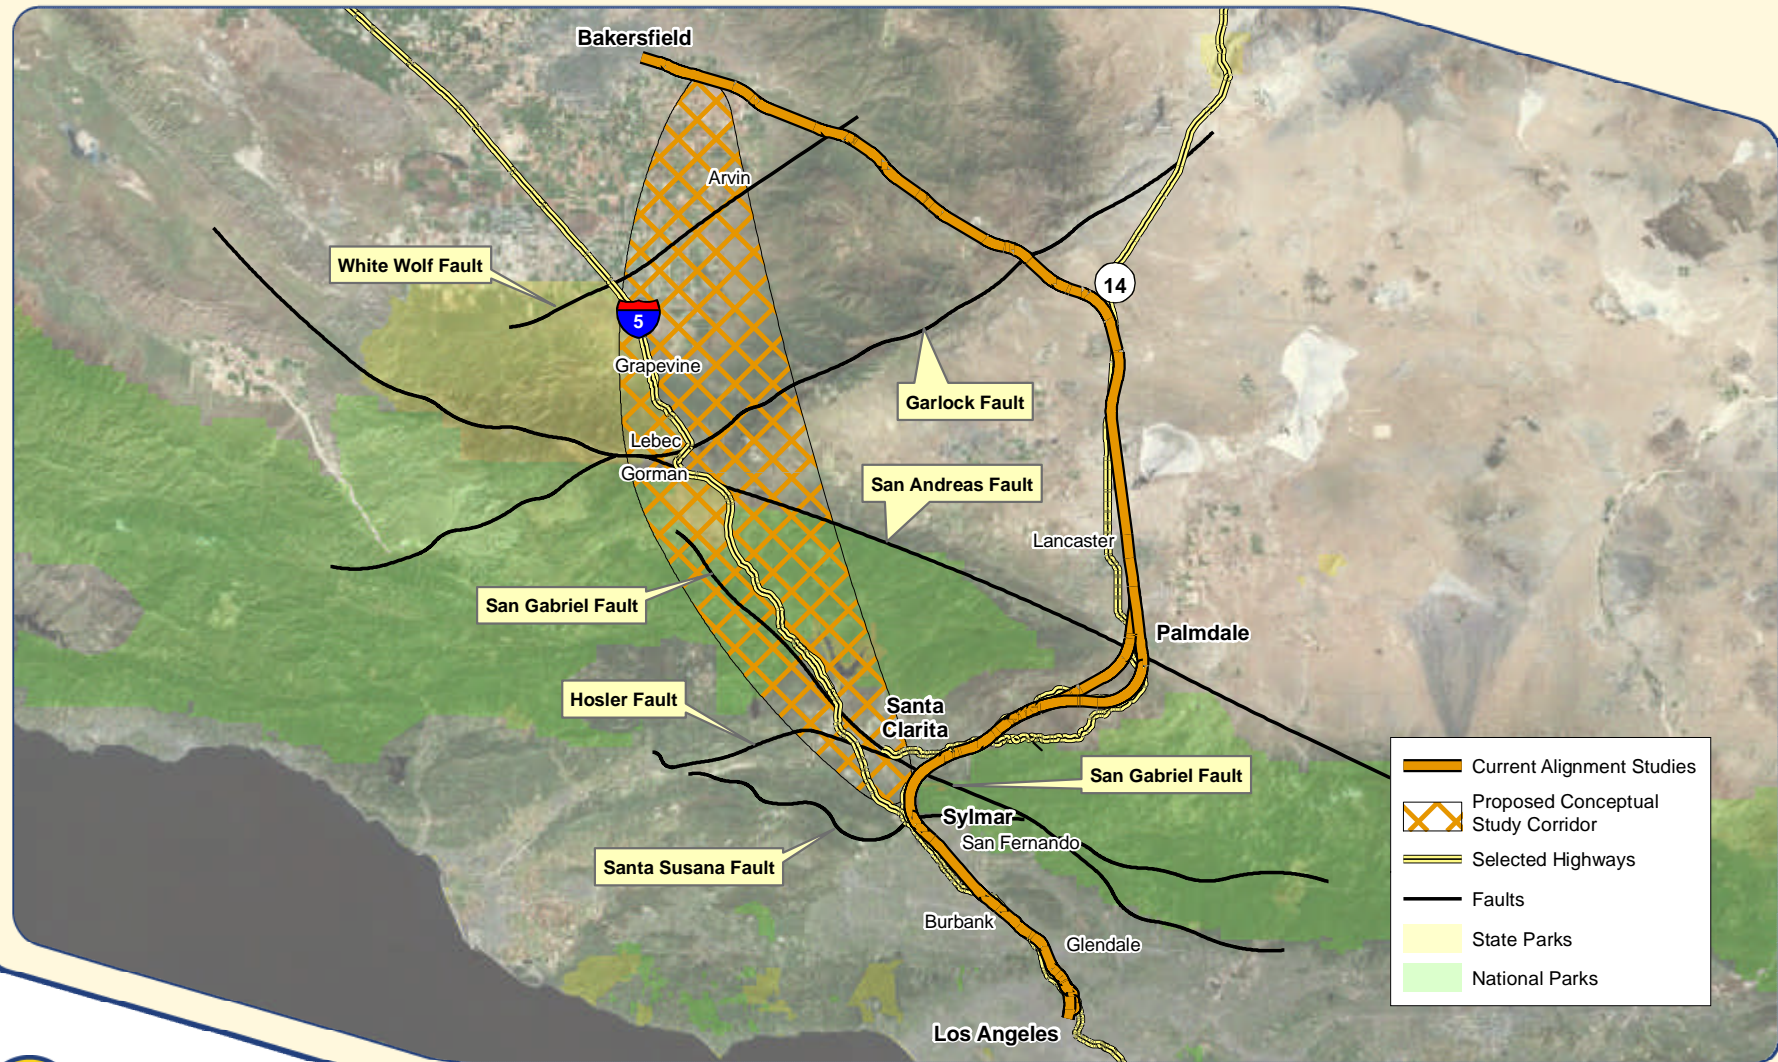 Bakersfield
Arvin
White Wolf Fault
14
5
Grapevine
Garlock Fault
Lebec
Gorman
San Andreas Fault
Lancaster
San Gabriel Fault
Palmdale
Hosler Fault
Santa
Clarita
San Gabriel Fault
Sylmar
San Fernando
Santa Susana Fault
Burbank
Glendale
Los Angeles
Current Alignment Studies
Proposed Conceptual
Study Corridor
Selected Highways
Faults
State Parks
National Parks